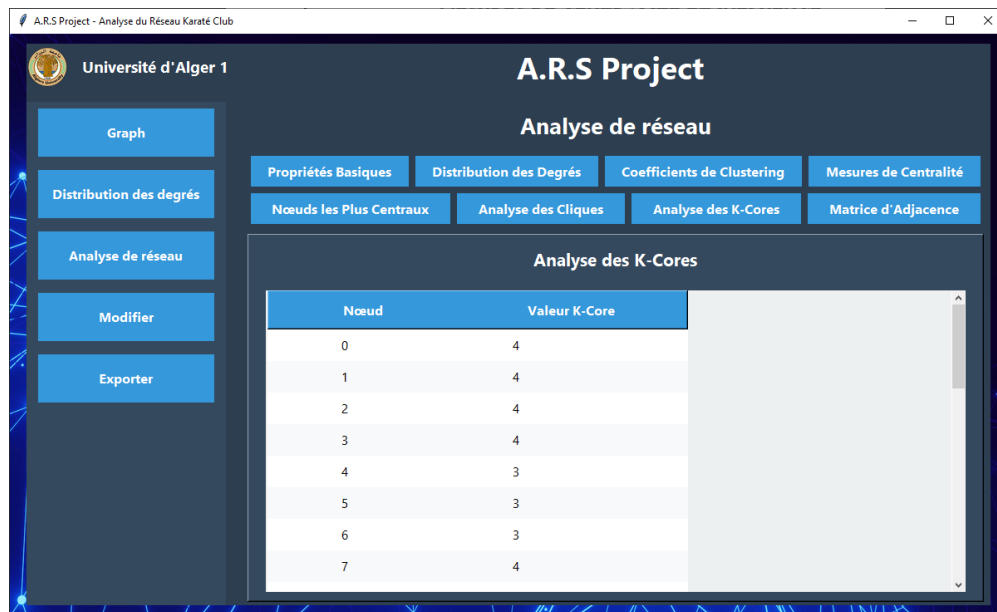 A.R.S Project - Analyse du Réseau Karaté Club
Université d'Alger 1
A.R.S Project
Graph
Distribution des degrés
Analyse de réseau
Modifier
Exporter
Analyse de réseau
Propriétés Basiques Distribution des Degrés Coefficients de Clustering Mesures de Centralité
Nœuds les Plus Centraux Analyse des Cliques Analyse des K-Cores Matrice d'Adjacence
Analyse des K-Cores
Nœud Valeur K-Core
0 4
1 4
2 4
3 4
4 3
5 3
6 3
7 4